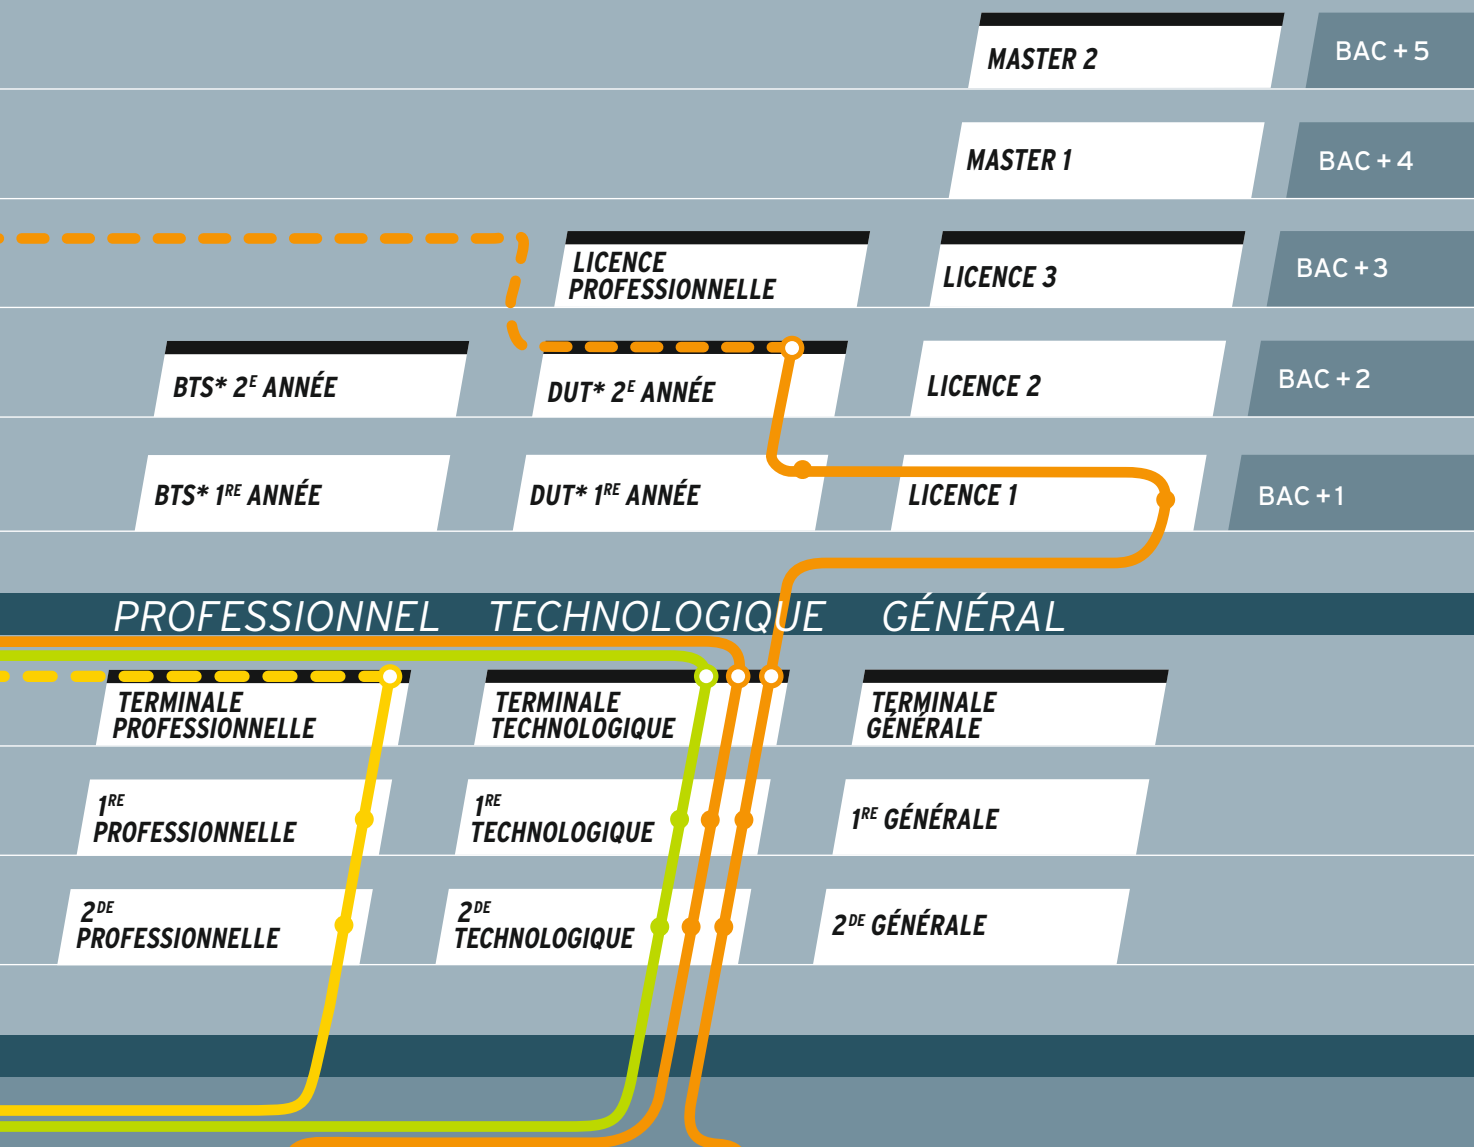 MASTER 2
BAC + 5
MASTER 1
BAC + 4
LICENCE
PROFESSIONNELLE
LICENCE 3
BAC + 3
BTS* 2E ANNÉE
DUT* 2E ANNÉE
LICENCE 2
BAC + 2
BTS* 1RE ANNÉE
DUT* 1RE ANNÉE
LICENCE 1
BAC + 1
PROFESSIONNEL
TECHNOLOGIQUE
GÉNÉRAL
TERMINALE
PROFESSIONNELLE
TERMINALE
TECHNOLOGIQUE
TERMINALE
GÉNÉRALE
1RE
PROFESSIONNELLE
1RE
TECHNOLOGIQUE
1RE GÉNÉRALE
2DE
PROFESSIONNELLE
2DE
TECHNOLOGIQUE
2DE GÉNÉRALE